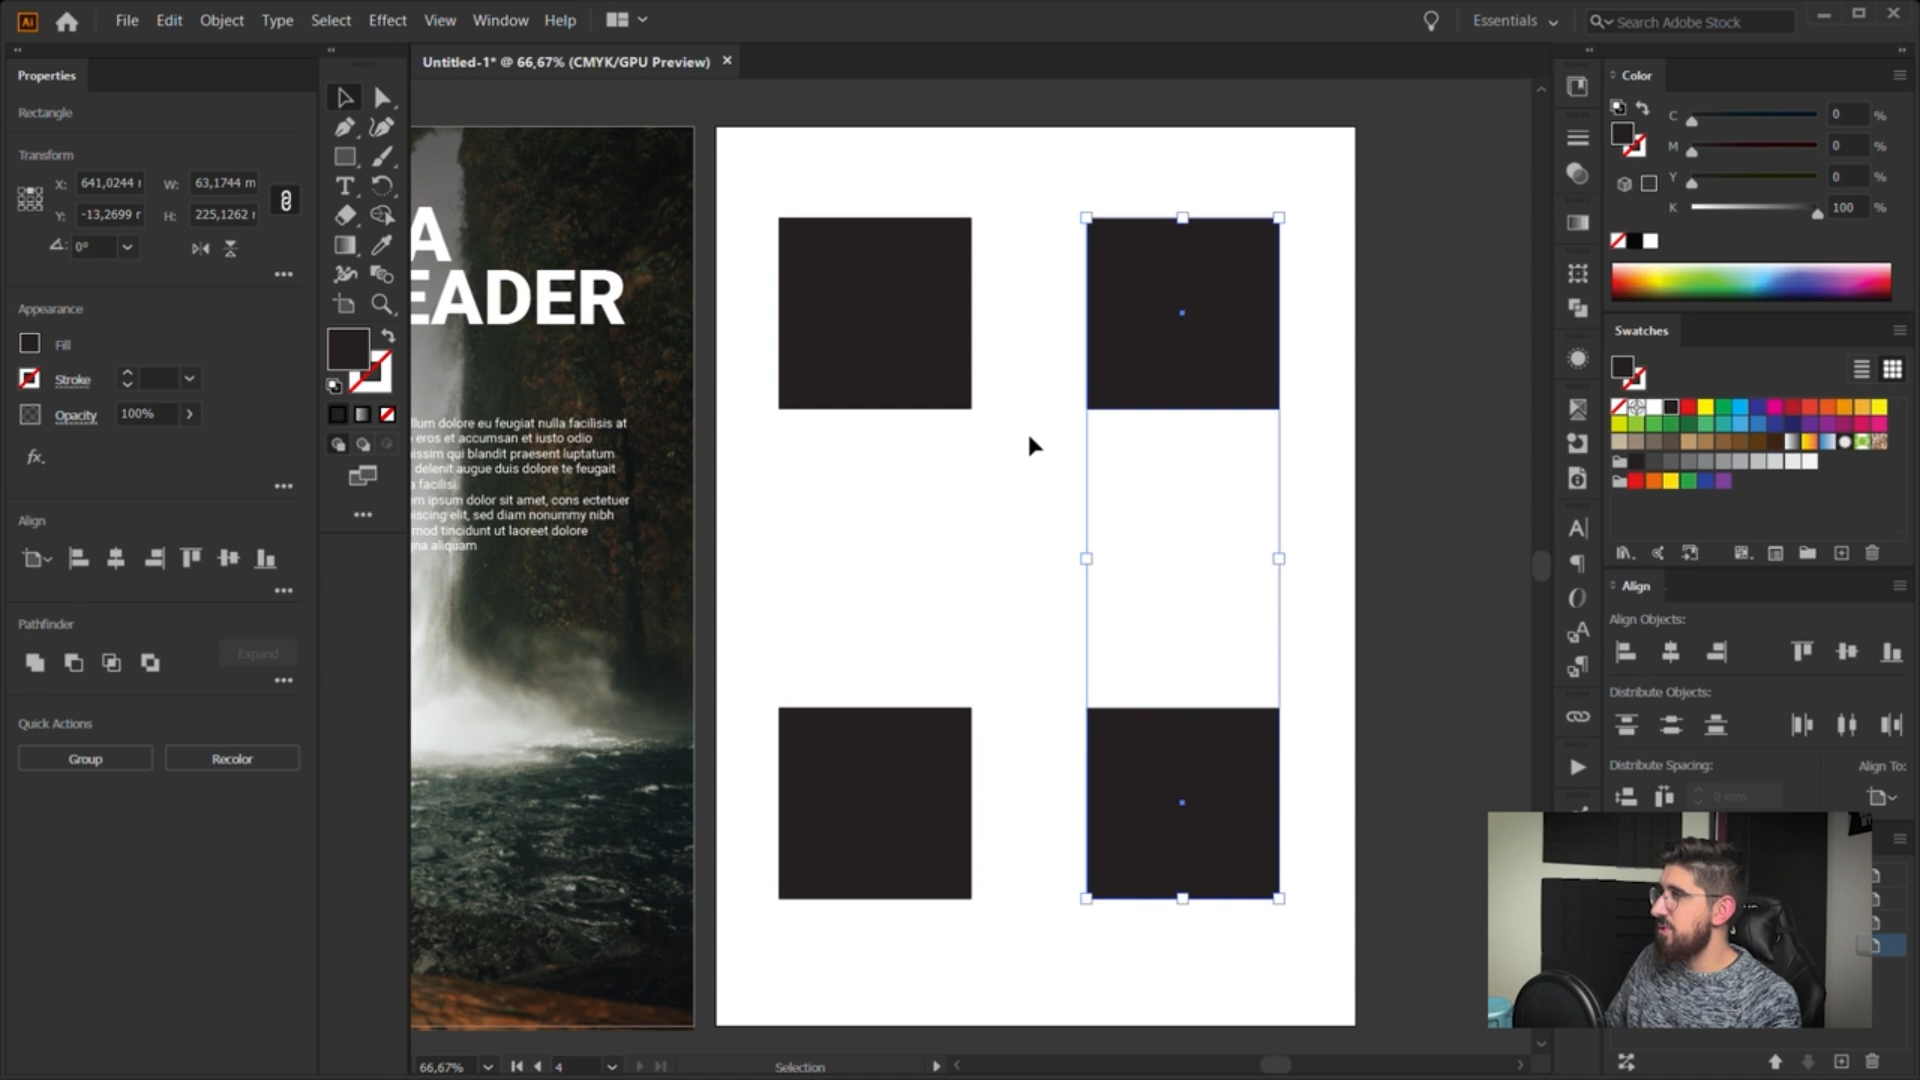 Ai File Edit Object Type Select Effect View Window Help Essentials Search Adobe Stock
Properties
Untitled-1* @ 66,67% (CMYK/GPU Preview)
Color
Rectangle
C 0 %
M 0 %
Y 0 %
K 100 %
Transform
X: 641,0244 W: 63,1744 m
Y: -13,2699 H: 225,1262
0°
Appearance
Fill
Stroke
Opacity 100%
fx.
Align
Pathfinder
Expand
Quick Actions
Group Recolor
A
EADER
llum dolore eu feugiat nulla facilisis at
eros et accumsan et iusto odio
issim qui blandit praesent luptatum
delenit augue duis dolore te feugait
a facilisi.
m ipsum dolor sit amet, cons ectetuer
iscing elit, sed diam nonummy nibh
mod tincidunt ut laoreet dolore
na aliquam
Swatches
Align
Align Objects:
Distribute Objects:
Distribute Spacing: Align To:
0 mm
66,67% 4 Selection